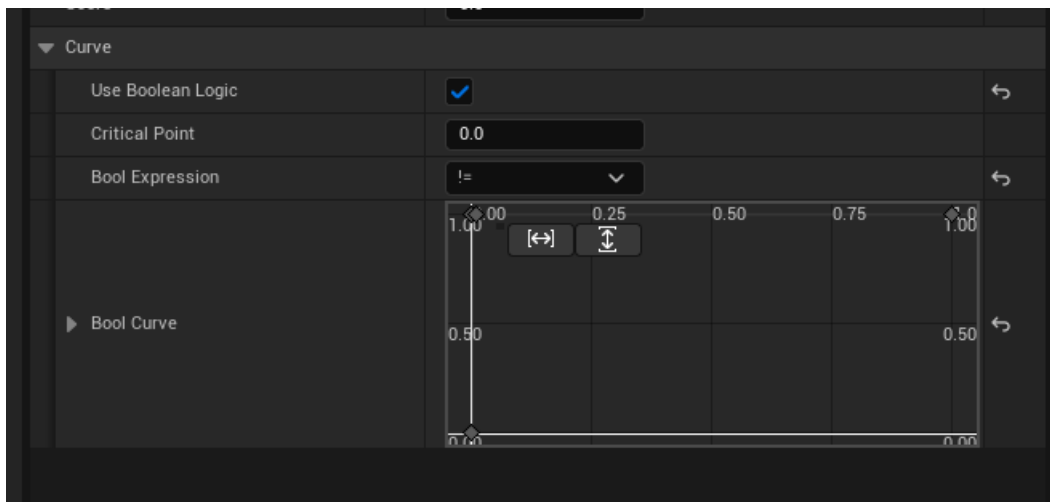 Curve
Use Boolean Logic
Critical Point 0.0
Bool Expression !=
0.25 0.50 0.75 1.0
1.00 1.00
Bool Curve
0.50 0.50
0.00 0.00